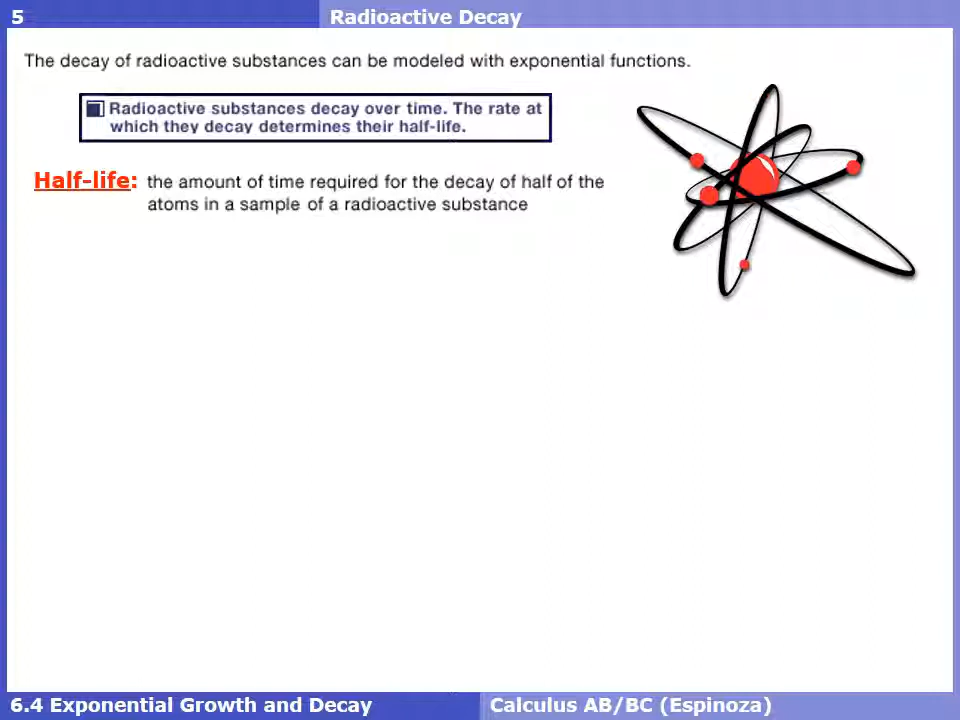 5 Radioactive Decay
The decay of radioactive substances can be modeled with exponential functions.
Radioactive substances decay over time. The rate at
which they decay determines their half-life.
Half-life: the amount of time required for the decay of half of the
atoms in a sample of a radioactive substance
6.4 Exponential Growth and Decay Calculus AB/BC (Espinoza)